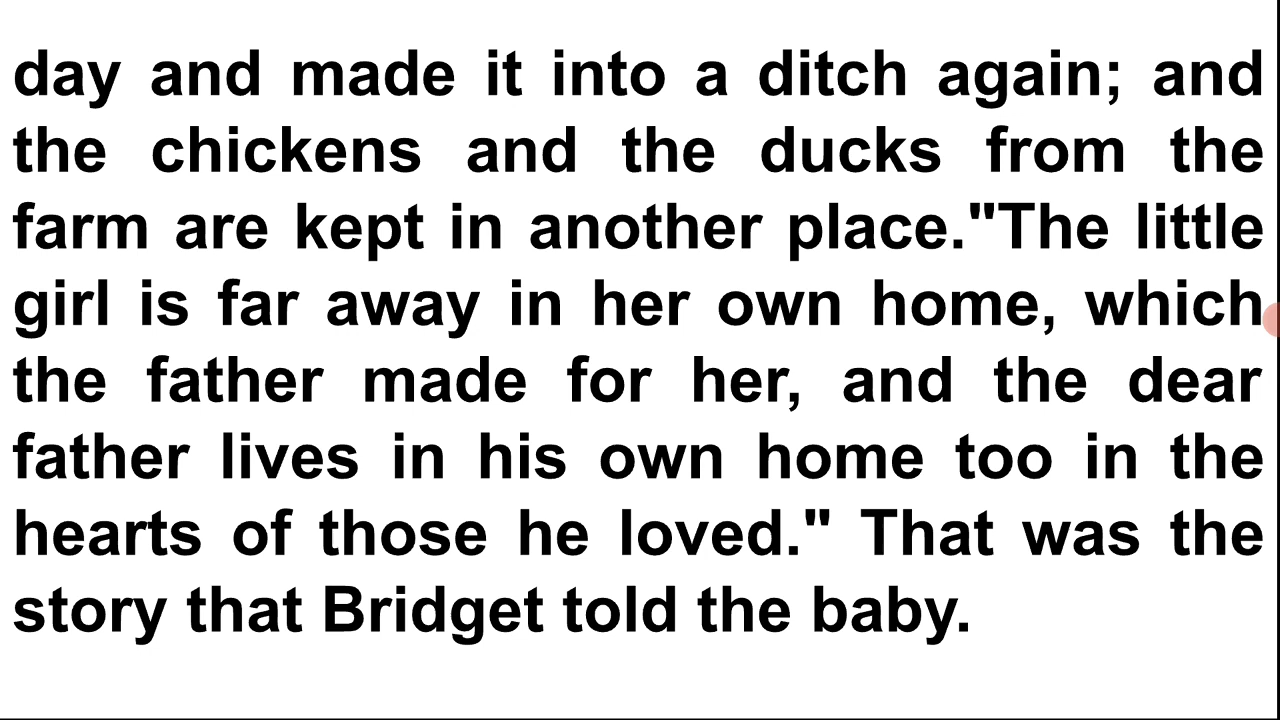 day and made it into a ditch again; and
the chickens and the ducks from the
farm are kept in another place."The little
girl is far away in her own home, which
the father made for her, and the dear
father lives in his own home too in the
hearts of those he loved." That was the
story that Bridget told the baby.